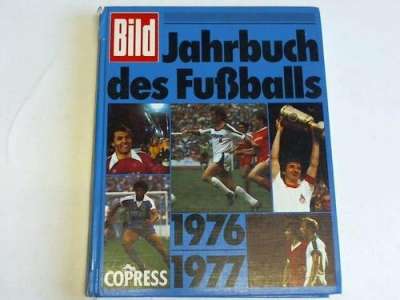 Bild
Jahrbuch
des Fußballs
1976
1977
COPRESS